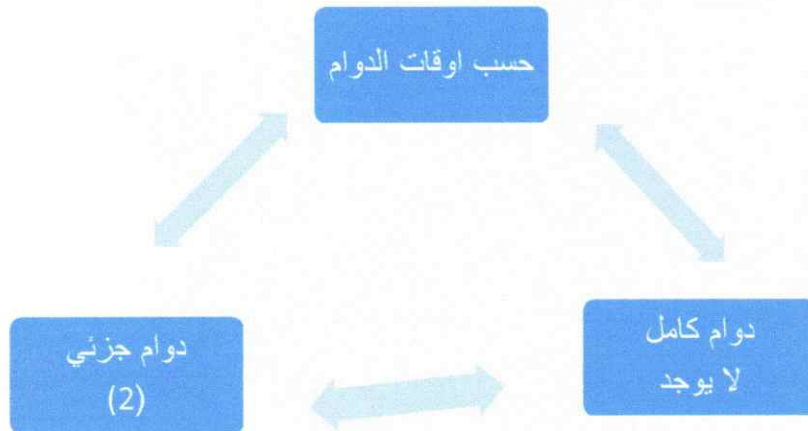 حسب اوقات الدوام
دوام كامل
لا يوجد
دوام جزئي
(2)